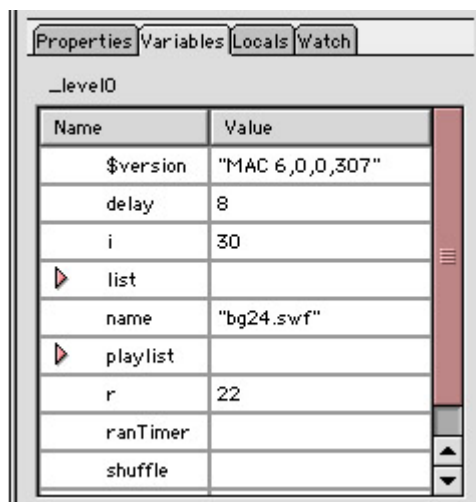 Properties Variables Locals Watch
_level0
Name Value
$version "MAC 6,0,0,307"
delay 8
i 30
list
name "bg24.swf"
playlist
r 22
ranTimer
shuffle